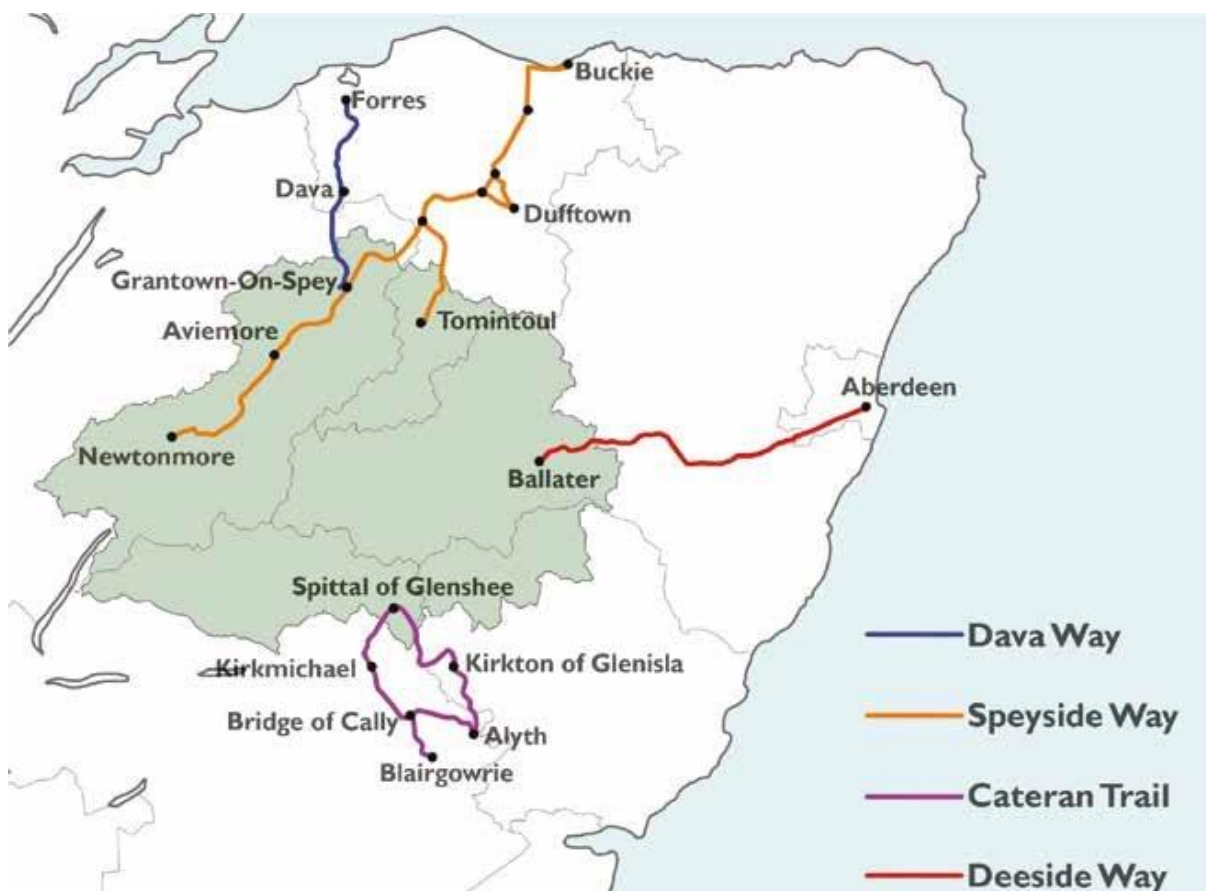 Buckie
Forres
Dava
Dufftown
Grantown-On-Spey
Tomintoul
Aviemore
Aberdeen
Newtonmore
Ballater
Spittal of Glenshee
Kirkmichael
Kirkton of Glenisla
Bridge of Cally
Alyth
Blairgowrie
Dava Way
Speyside Way
Cateran Trail
Deeside Way